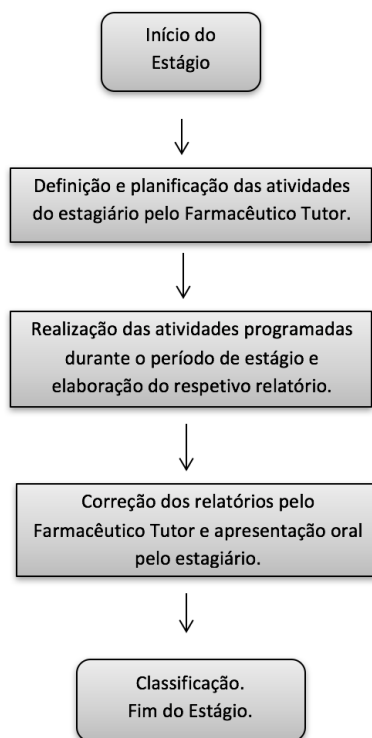 Início do
Estágio
Definição e planificação das atividades
do estagiário pelo Farmacêutico Tutor.
Realização das atividades programadas
durante o período de estágio e
elaboração do respetivo relatório.
Correção dos relatórios pelo
Farmacêutico Tutor e apresentação oral
pelo estagiário.
Classificação.
Fim do Estágio.